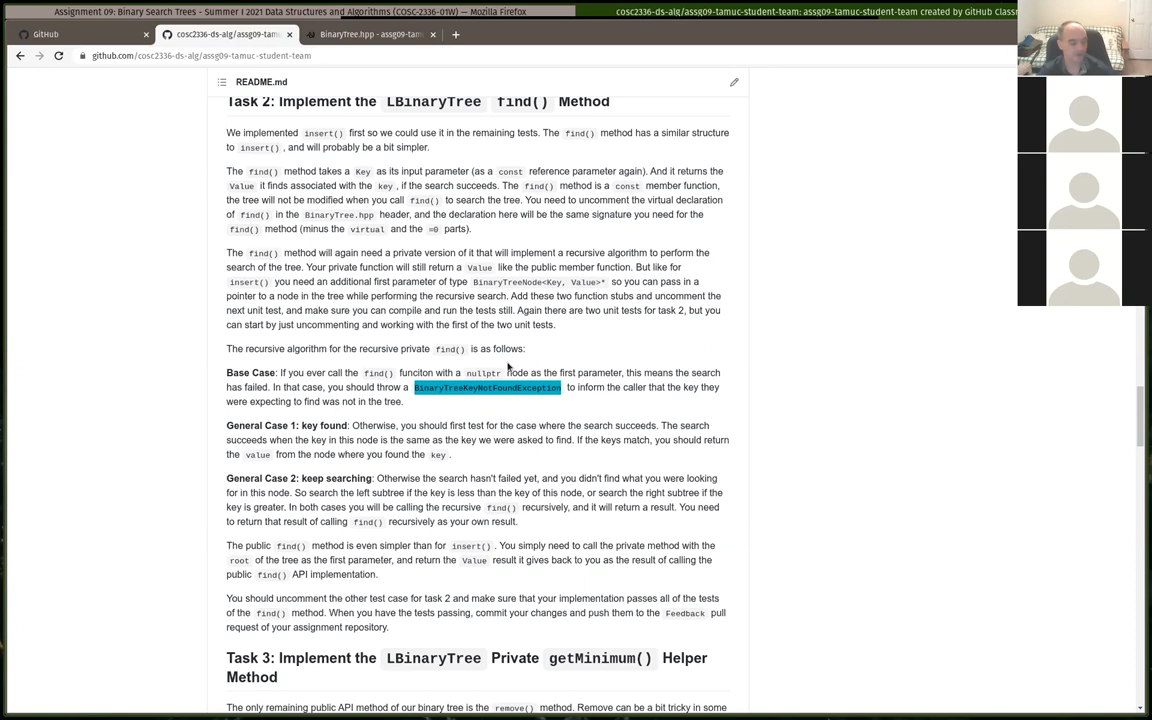 Assignment 09: Binary Search Trees - Summer I 2021 Data Structures and Algorithms (COSC-2336-01W) — Mozilla Firefox
cosc2336-ds-alg/assg09-tamuc-student-team: assg09-tamuc-student-team created by GitHub Classr
GitHub
cosc2336-ds-alg/assg09-tamu
BinaryTree.hpp - assg09-tamuc
github.com/cosc2336-ds-alg/assg09-tamuc-student-team
README.md
Task 2: Implement the LBinaryTree find() Method
We implemented insert() first so we could use it in the remaining tests. The find() method has a similar structure
to insert(), and will probably be a bit simpler.
The find() method takes a Key as its input parameter (as a const reference parameter again). And it returns the
Value it finds associated with the key, if the search succeeds. The find() method is a const member function,
the tree will not be modified when you call find() to search the tree. You need to uncomment the virtual declaration
of find() in the BinaryTree.hpp header, and the declaration here will be the same signature you need for the
find() method (minus the virtual and the =0 parts).
The find() method will again need a private version of it that will implement a recursive algorithm to perform the
search of the tree. Your private function will still return a Value like the public member function. But like for
insert() you need an additional first parameter of type BinaryTreeNode<Key, Value>* so you can pass in a
pointer to a node in the tree while performing the recursive search. Add these two function stubs and uncomment the
next unit test, and make sure you can compile and run the tests still. Again there are two unit tests for task 2, but you
can start by just uncommenting and working with the first of the two unit tests.
The recursive algorithm for the recursive private find() is as follows:
Base Case: If you ever call the find() funciton with a nullptr node as the first parameter, this means the search
has failed. In that case, you should throw a BinaryTreeKeyNotFoundException to inform the caller that the key they
were expecting to find was not in the tree.
General Case 1: key found: Otherwise, you should first test for the case where the search succeeds. The search
succeeds when the key in this node is the same as the key we were asked to find. If the keys match, you should return
the value from the node where you found the key.
General Case 2: keep searching: Otherwise the search hasn't failed yet, and you didn't find what you were looking
for in this node. So search the left subtree if the key is less than the key of this node, or search the right subtree if the
key is greater. In both cases you will be calling the recursive find() recursively, and it will return a result. You need
to return that result of calling find() recursively as your own result.
The public find() method is even simpler than for insert(). You simply need to call the private method with the
root of the tree as the first parameter, and return the Value result it gives back to you as the result of calling the
public find() API implementation.
You should uncomment the other test case for task 2 and make sure that your implementation passes all of the tests
of the find() method. When you have the tests passing, commit your changes and push them to the Feedback pull
request of your assignment repository.
Task 3: Implement the LBinaryTree Private getMinimum() Helper
Method
The only remaining public API method of our binary tree is the remove() method. Remove can be a bit tricky in some